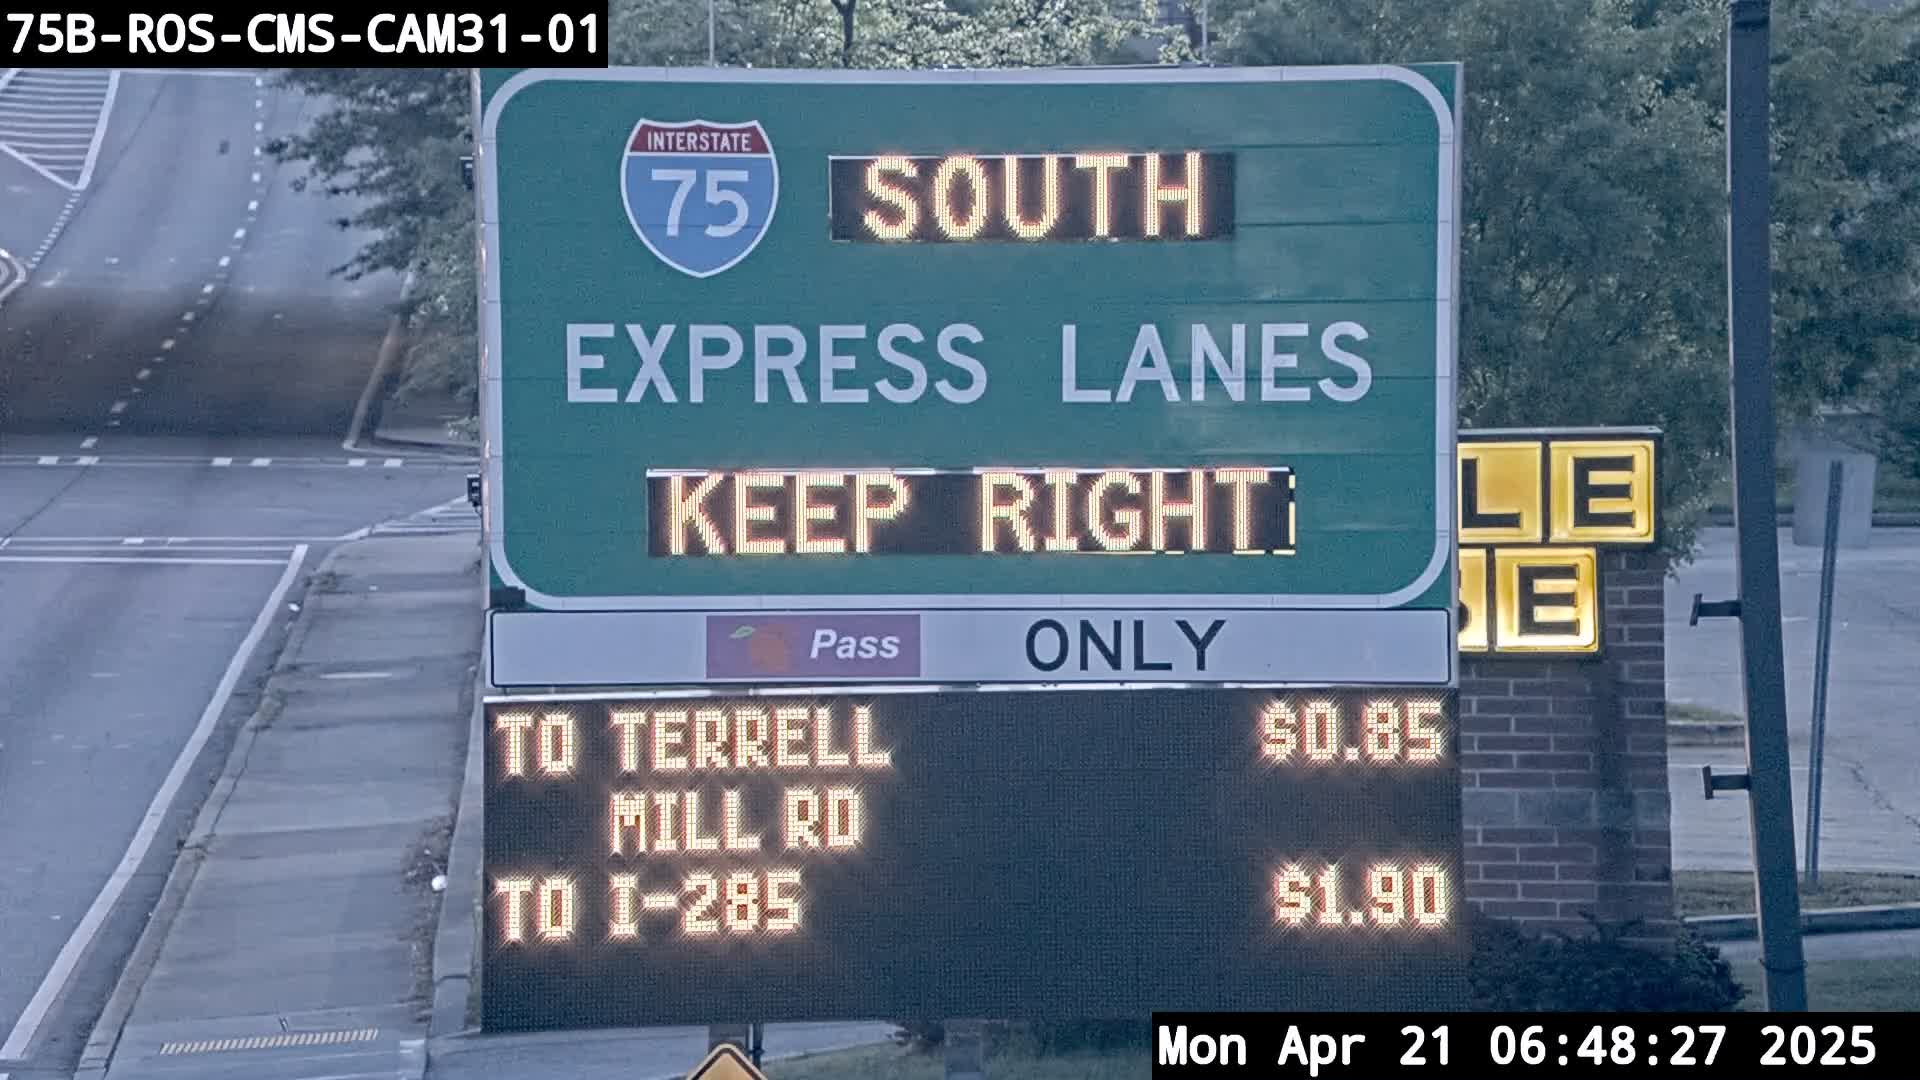 75B-ROS-CMS-CAM31-01
INTERSTATE
75
SOUTH
EXPRESS LANES
KEEP RIGHT
Pass ONLY
TO TERRELL $0.85
MILL RD
TO I-285 $1.90
LE
E
Mon Apr 21 06:48:27 2025